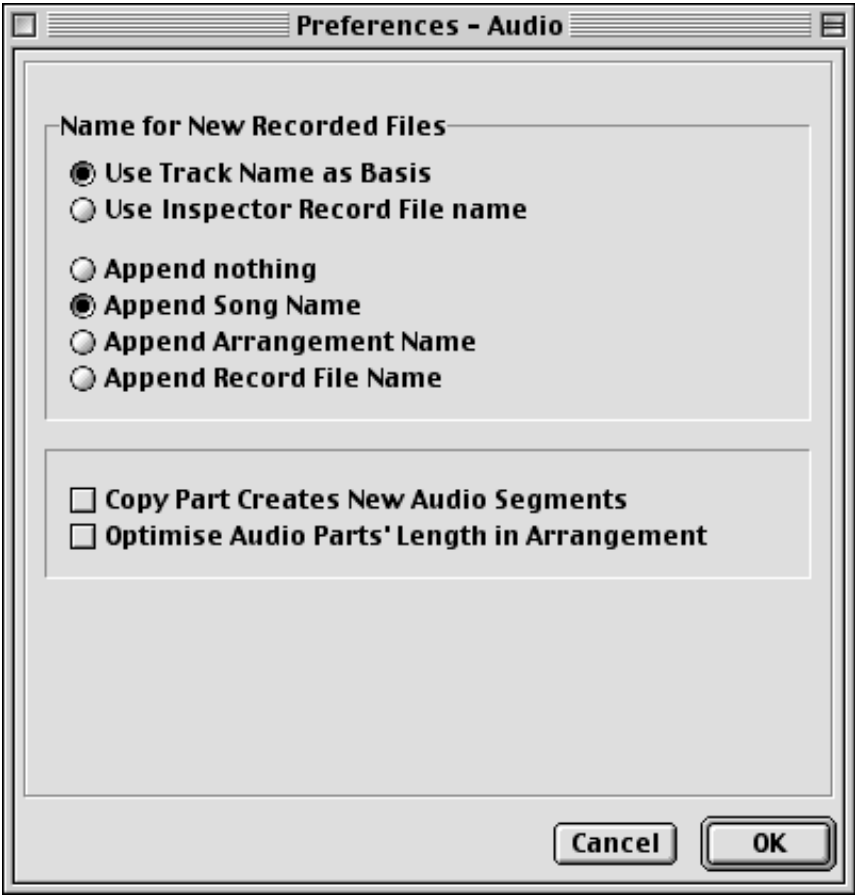 Preferences – Audio
Name for New Recorded Files
Use Track Name as Basis
Use Inspector Record File name
Append nothing
Append Song Name
Append Arrangement Name
Append Record File Name
Copy Part Creates New Audio Segments
Optimise Audio Parts' Length in Arrangement
Cancel OK